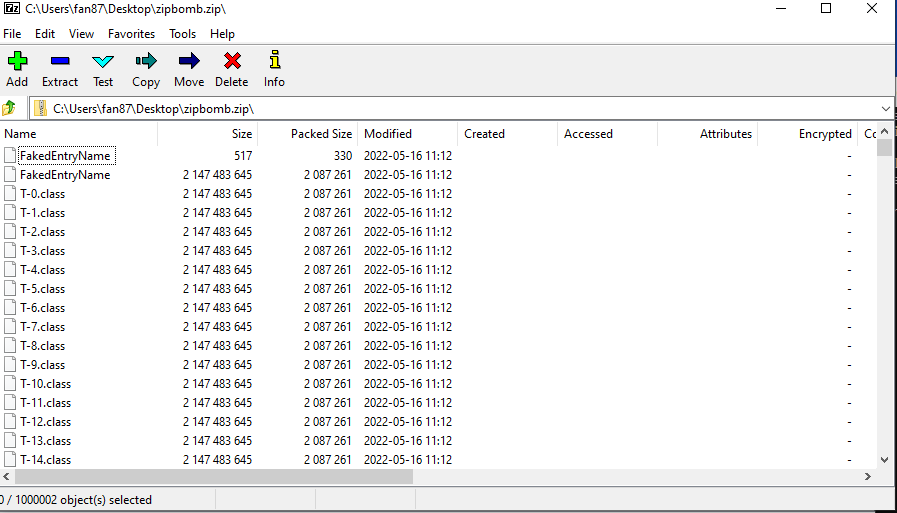 C:\Users\fan87\Desktop\zipbomb.zip\
File Edit View Favorites Tools Help
Add Extract Test Copy Move Delete Info
C:\Users\fan87\Desktop\zipbomb.zip\
Name Size Packed Size Modified Created Accessed Attributes Encrypted Co
FakedEntryName 517 330 2022-05-16 11:12 -
FakedEntryName 2 147 483 645 2 087 261 2022-05-16 11:12 -
T-0.class 2 147 483 645 2 087 261 2022-05-16 11:12 -
T-1.class 2 147 483 645 2 087 261 2022-05-16 11:12 -
T-2.class 2 147 483 645 2 087 261 2022-05-16 11:12 -
T-3.class 2 147 483 645 2 087 261 2022-05-16 11:12 -
T-4.class 2 147 483 645 2 087 261 2022-05-16 11:12 -
T-5.class 2 147 483 645 2 087 261 2022-05-16 11:12 -
T-6.class 2 147 483 645 2 087 261 2022-05-16 11:12 -
T-7.class 2 147 483 645 2 087 261 2022-05-16 11:12 -
T-8.class 2 147 483 645 2 087 261 2022-05-16 11:12 -
T-9.class 2 147 483 645 2 087 261 2022-05-16 11:12 -
T-10.class 2 147 483 645 2 087 261 2022-05-16 11:12 -
T-11.class 2 147 483 645 2 087 261 2022-05-16 11:12 -
T-12.class 2 147 483 645 2 087 261 2022-05-16 11:12 -
T-13.class 2 147 483 645 2 087 261 2022-05-16 11:12 -
T-14.class 2 147 483 645 2 087 261 2022-05-16 11:12 -
0 / 1000002 object(s) selected